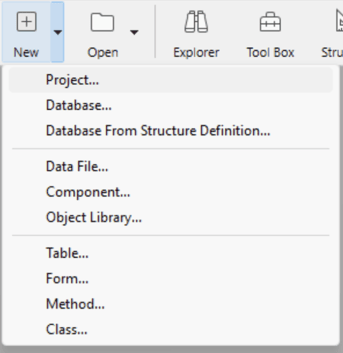 New
Open
Explorer
Tool Box
Project...
Database...
Database From Structure Definition...
Data File...
Component...
Object Library...
Table...
Form...
Method...
Class...